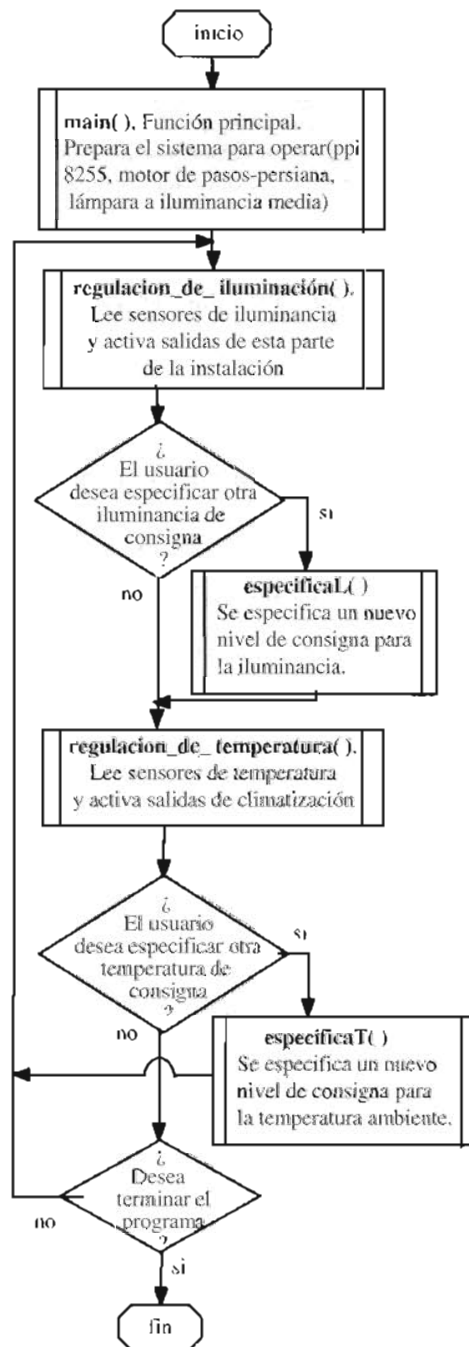 inicio
main( ). Función principal.
Prepara el sistema para operar(ppi
8255, motor de pasos-persiana,
lámpara a iluminancia media)
regulacion_de_ iluminación( ).
Lee sensores de iluminancia
y activa salidas de esta parte
de la instalación
¿
El usuario
desea especificar otra
iluminancia de
consigna
?
si
no
especificaL( )
Se especifica un nuevo
nivel de consigna para
la iluminancia.
regulacion_de_ temperatura( ).
Lee sensores de temperatura
y activa salidas de climatización
¿
El usuario
desea especificar otra
temperatura de
consigna
?
si
no
especificaT( )
Se especifica un nuevo
nivel de consigna para
la temperatura ambiente.
¿
Desea
terminar el
programa
?
no
si
fin